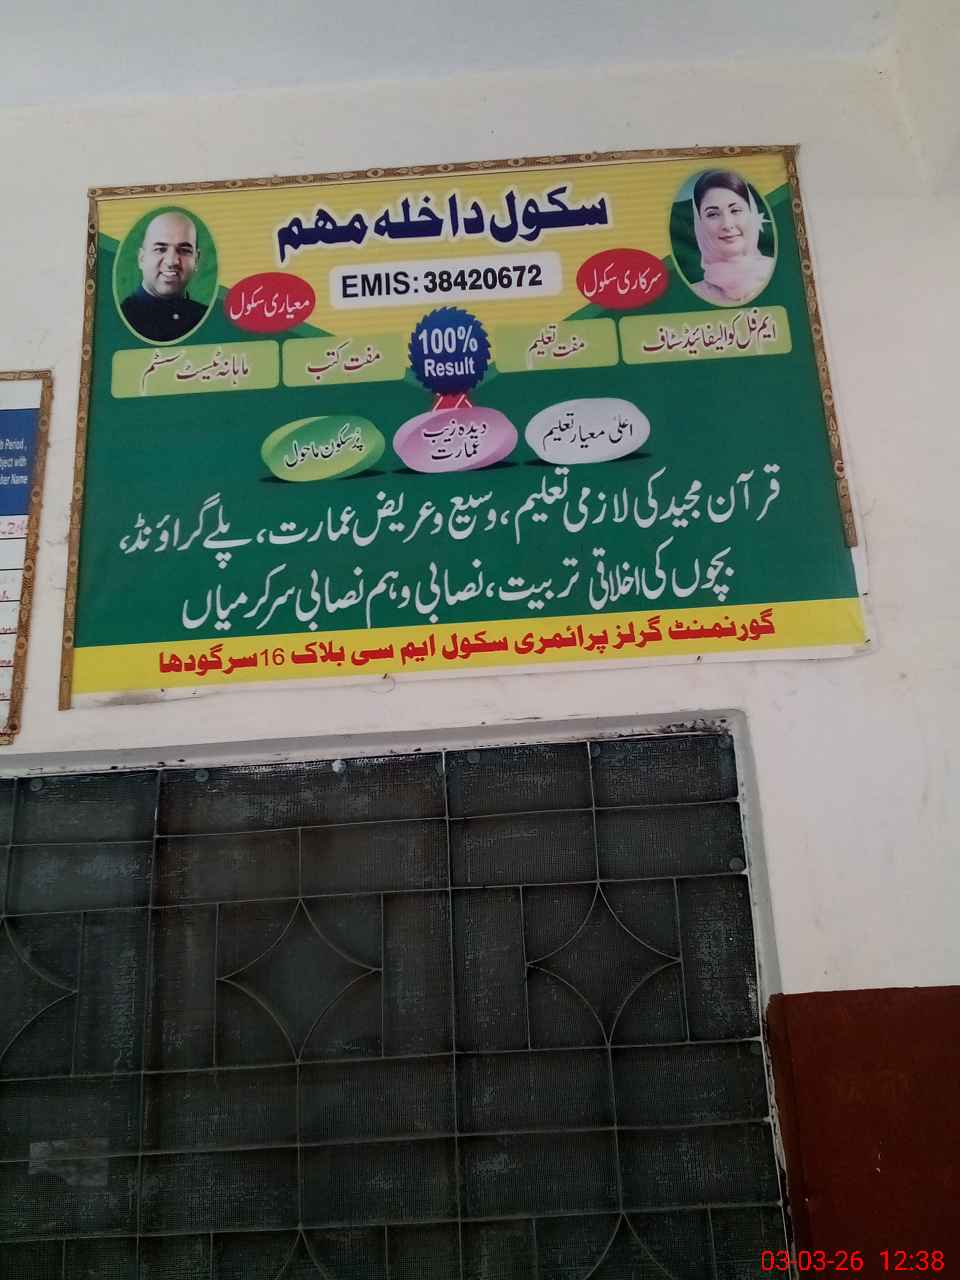 سکول داخلہ مہم
EMIS: 38420672
سرکاری سکول
معیاری سکول
ایم فل کوالیفائیڈ سٹاف
مفت تعلیم
100%
Result
مفت کتب
ماہانہ ٹیسٹ سسٹم
اعلیٰ معیار تعلیم
دیدہ زیب
عمارت
پُرسکون ماحول
قرآن مجید کی لازمی تعلیم، وسیع و عریض عمارت، پلے گراؤنڈ،
بچوں کی اخلاقی تربیت، نصابی و ہم نصابی سرگرمیاں
گورنمنٹ گرلز پرائمری سکول ایم سی بلاک 16 سرگودھا
Period,
with
Name
03-03-26 12:38